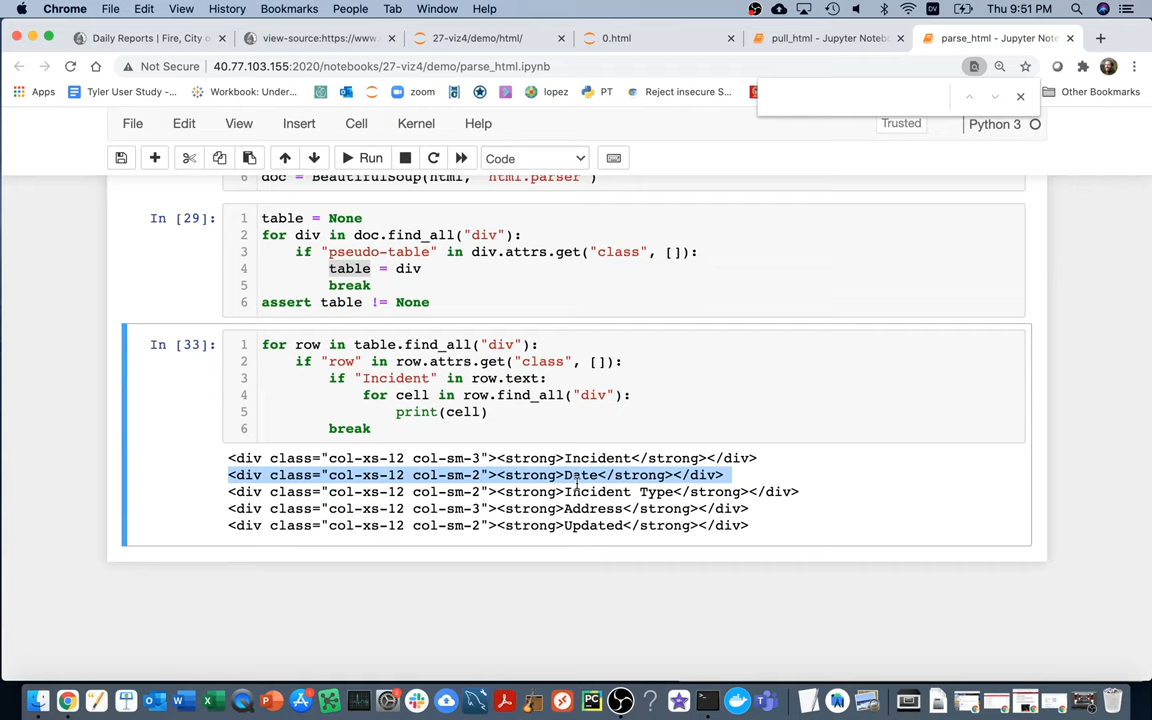 Chrome File Edit View History Bookmarks People Tab Window Help Thu 9:51 PM
Daily Reports | Fire, City o view-source:https://www. 27-viz4/demo/html/ 0.html pull_html - Jupyter Notebo parse_html - Jupyter Note
Not Secure 40.77.103.155:2020/notebooks/27-viz4/demo/parse_html.ipynb
Apps Tyler User Study -... Workbook: Under... zoom lopez PT Reject insecure S... Other Bookmarks
File Edit View Insert Cell Kernel Help Trusted Python 3
Run Code
6 doc = BeautifulSoup(html, "html.parser")
In [29]:
1 table = None
2 for div in doc.find_all("div"):
3 if "pseudo-table" in div.attrs.get("class", []):
4 table = div
5 break
6 assert table != None
In [33]:
1 for row in table.find_all("div"):
2 if "row" in row.attrs.get("class", []):
3 if "Incident" in row.text:
4 for cell in row.find_all("div"):
5 print(cell)
6 break
<div class="col-xs-12 col-sm-3"><strong>Incident</strong></div>
<div class="col-xs-12 col-sm-2"><strong>Date</strong></div>
<div class="col-xs-12 col-sm-2"><strong>Incident Type</strong></div>
<div class="col-xs-12 col-sm-3"><strong>Address</strong></div>
<div class="col-xs-12 col-sm-2"><strong>Updated</strong></div>